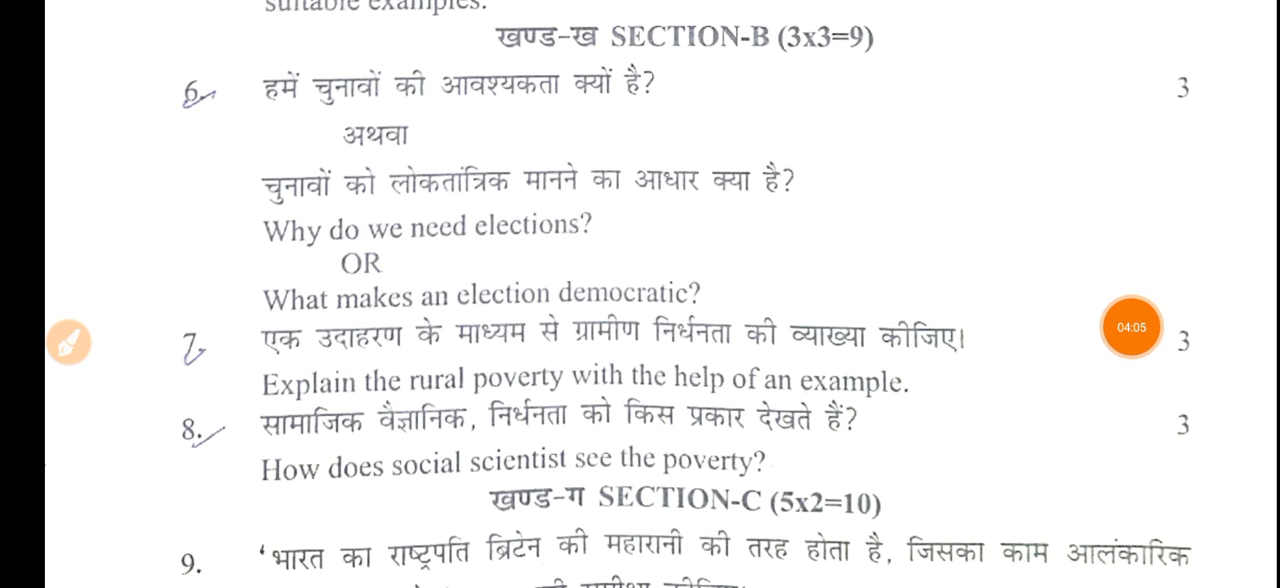 suitable examples.
खण्ड-ख SECTION-B (3x3=9)
6. हमें चुनावों की आवश्यकता क्यों है? 3
अथवा
चुनावों को लोकतांत्रिक मानने का आधार क्या है?
Why do we need elections?
OR
What makes an election democratic?
7. एक उदाहरण के माध्यम से ग्रामीण निर्धनता की व्याख्या कीजिए। 3
04:05
Explain the rural poverty with the help of an example.
8. सामाजिक वैज्ञानिक, निर्धनता को किस प्रकार देखते हैं? 3
How does social scientist see the poverty?
खण्ड-ग SECTION-C (5x2=10)
9. 'भारत का राष्ट्रपति ब्रिटेन की महारानी की तरह होता है, जिसका काम आलंकारिक